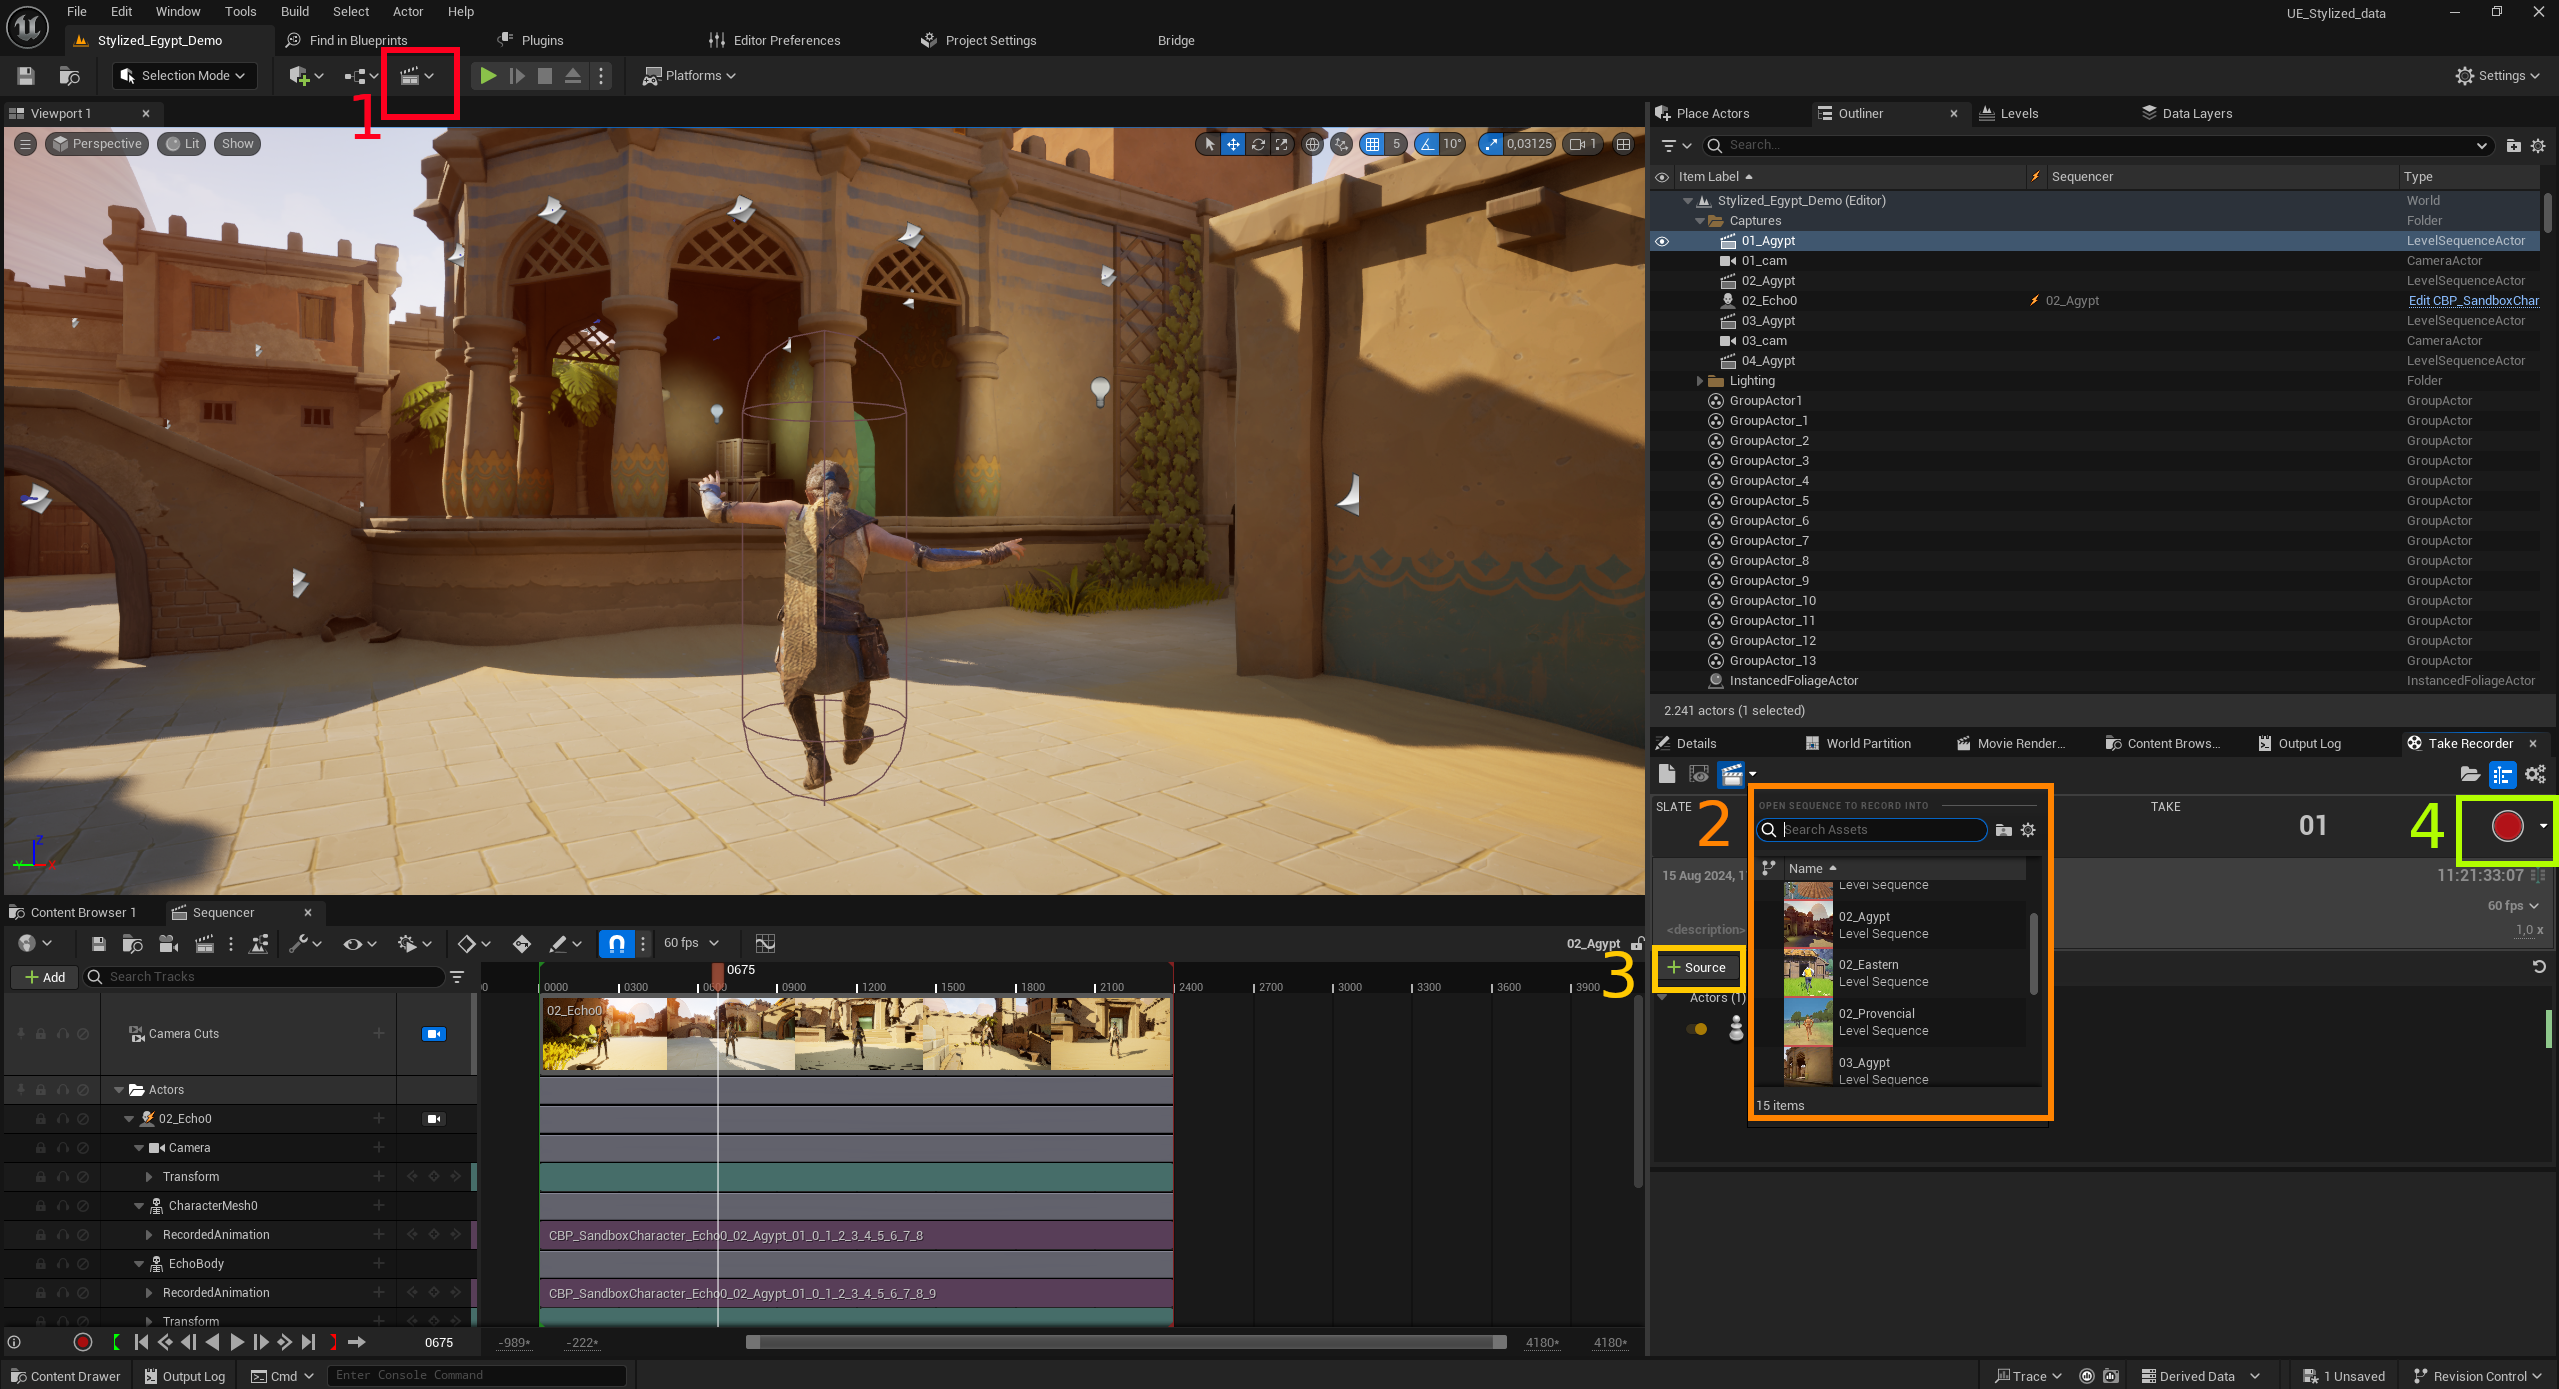 File Edit Window Tools Build Select Actor Help
UE_Stylized_data
Stylized_Egypt_Demo
Find in Blueprints
Plugins
Editor Preferences
Project Settings
Bridge
Selection Mode
Platforms
Settings
1
Viewport 1
Perspective
Lit
Show
5
10°
0,03125
1
Place Actors
Outliner
Levels
Data Layers
Search...
Item Label
Sequencer
Type
Stylized_Egypt_Demo (Editor) World
Captures Folder
01_Agypt LevelSequenceActor
01_cam CameraActor
02_Agypt LevelSequenceActor
02_Echo0 02_Agypt Edit CBP_SandboxChar
03_Agypt LevelSequenceActor
03_cam CameraActor
04_Agypt LevelSequenceActor
Lighting Folder
GroupActor1 GroupActor
GroupActor_1 GroupActor
GroupActor_2 GroupActor
GroupActor_3 GroupActor
GroupActor_4 GroupActor
GroupActor_5 GroupActor
GroupActor_6 GroupActor
GroupActor_7 GroupActor
GroupActor_8 GroupActor
GroupActor_9 GroupActor
GroupActor_10 GroupActor
GroupActor_11 GroupActor
GroupActor_12 GroupActor
GroupActor_13 GroupActor
InstancedFoliageActor InstancedFoliageActor
2.241 actors (1 selected)
Details
World Partition
Movie Render...
Content Brows...
Output Log
Take Recorder
SLATE
2
OPEN SEQUENCE TO RECORD INTO
Search Assets
Name
Level Sequence
02_Agypt
Level Sequence
02_Eastern
Level Sequence
02_Provencial
Level Sequence
03_Agypt
Level Sequence
15 items
TAKE
01
4
15 Aug 2024, 1
11:21:33:07
60 fps
<description>
1,0 x
3
Source
Actors (1)
Z
Y
X
Content Browser 1
Sequencer
60 fps
02_Agypt
Add
Search Tracks
0675
0000 0300 0900 1200 1500 1800 2100 2400 2700 3000 3300 3600 3900
02_Echo0
Camera Cuts
Actors
02_Echo0
Camera
Transform
CharacterMesh0
RecordedAnimation
CBP_SandboxCharacter_Echo0_02_Agypt_01_0_1_2_3_4_5_6_7_8
EchoBody
RecordedAnimation
CBP_SandboxCharacter_Echo0_02_Agypt_01_0_1_2_3_4_5_6_7_8_9
Transform
0675
-989*
-222*
4180*
4180*
Content Drawer
Output Log
Cmd
Enter Console Command
Trace
Derived Data
1 Unsaved
Revision Control